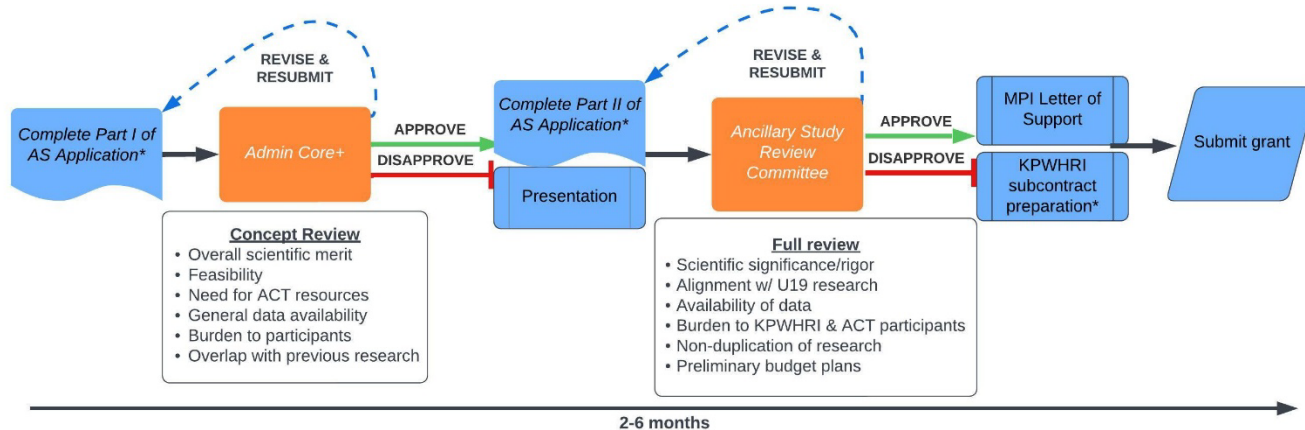 REVISE &
RESUBMIT
REVISE &
RESUBMIT
Complete Part I of
AS Application*
Admin Core+
APPROVE
DISAPPROVE
Complete Part II of
AS Application*
Presentation
Ancillary Study
Review
Committee
APPROVE
DISAPPROVE
MPI Letter of
Support
KPWHRI
subcontract
preparation*
Submit grant
Concept Review
• Overall scientific merit
• Feasibility
• Need for ACT resources
• General data availability
• Burden to participants
• Overlap with previous research
Full review
• Scientific significance/rigor
• Alignment w/ U19 research
• Availability of data
• Burden to KPWHRI & ACT participants
• Non-duplication of research
• Preliminary budget plans
2-6 months